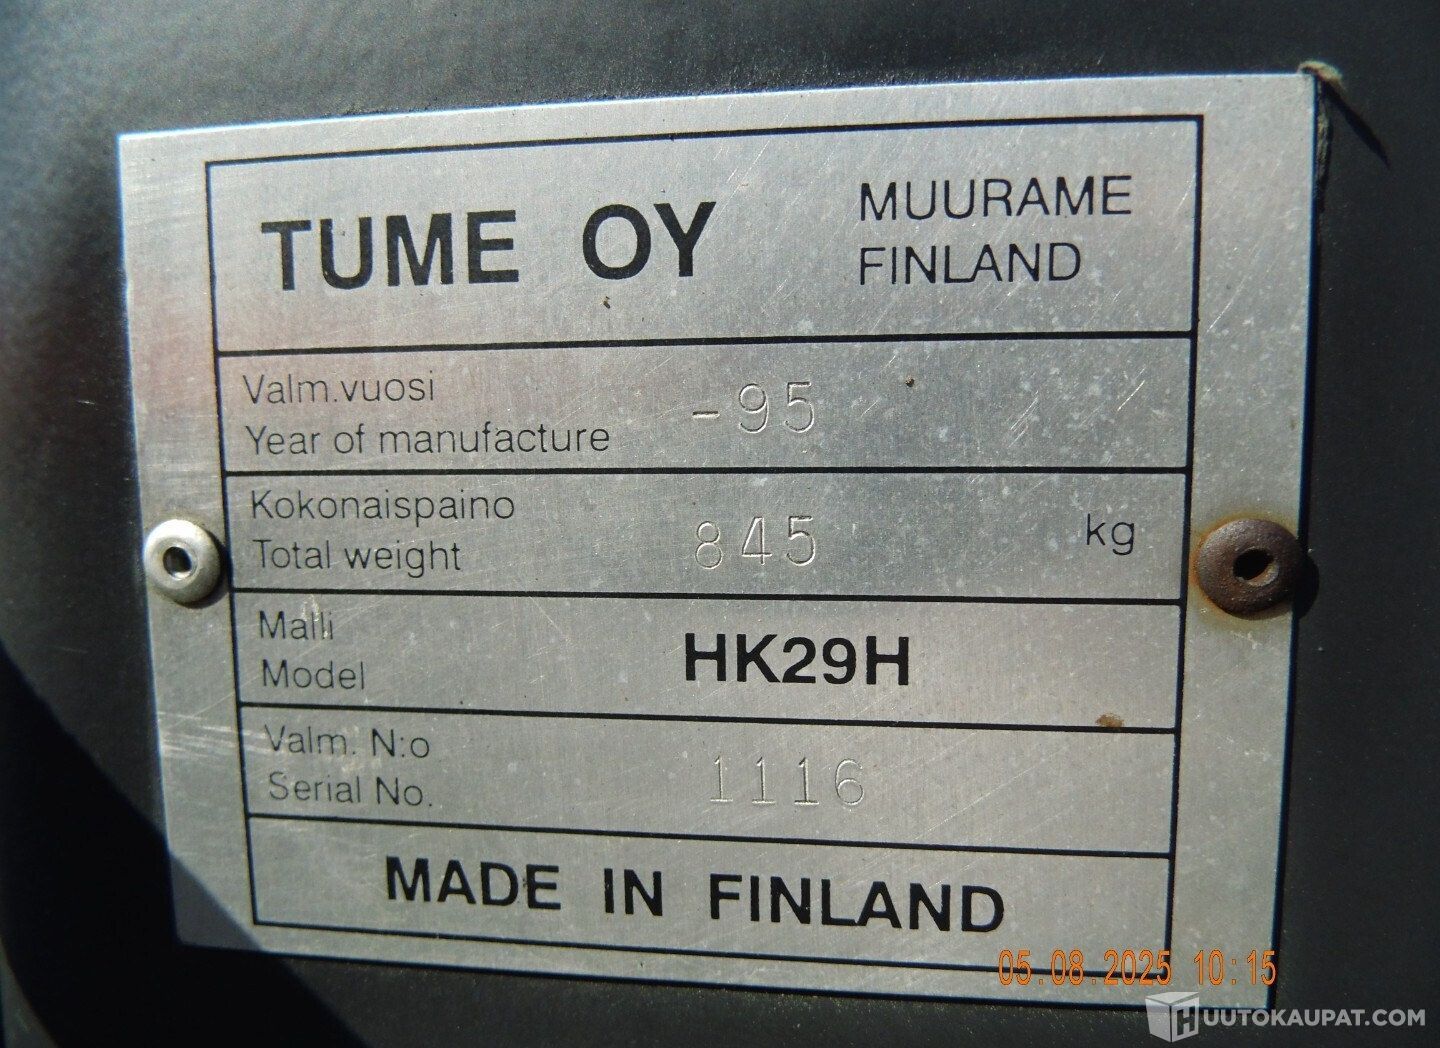 TUME OY
MUURAME
FINLAND
Valm.vuosi
Year of manufacture
-95
Kokonaispaino
Total weight
845
kg
Malli
Model
HK29H
Valm. N:o
Serial No.
1116
MADE IN FINLAND
05.08.2025 10:15
HUUTOKAUPAT.COM